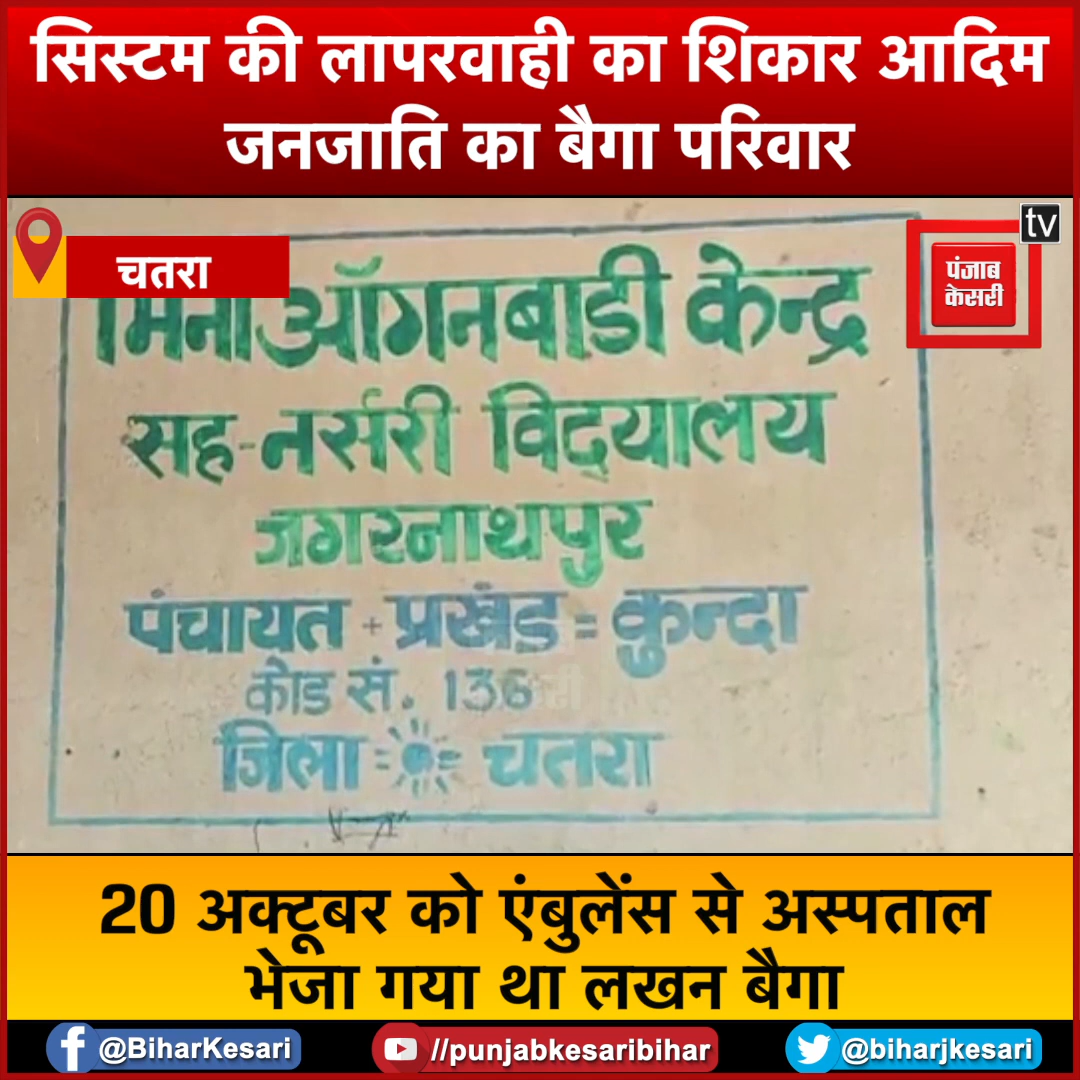 सिस्टम की लापरवाही का शिकार आदिम
जनजाति का बैगा परिवार
tv
चतरा
पंजाब
केसरी
मिनी आँगनबाडी केन्द्र
सह-नर्सरी विद्यालय
जगरनाथपुर
पंचायत + प्रखंड = कुन्दा
कोड सं. 136
जिला = चतरा
20 अक्टूबर को एंबुलेंस से अस्पताल
भेजा गया था लखन बैगा
@BiharKesari
//punjabkesaribihar
@biharjkesari